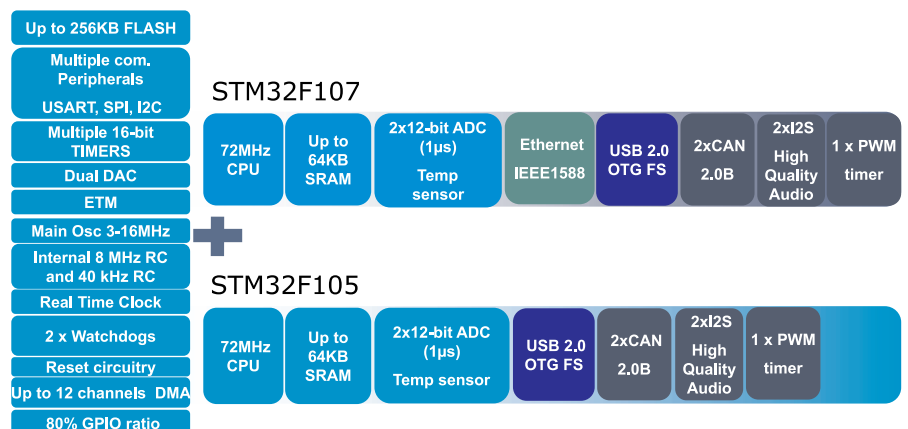 Up to 256KB FLASH
Multiple com.
Peripherals
USART, SPI, I2C
Multiple 16-bit
TIMERS
Dual DAC
ETM
Main Osc 3-16MHz
Internal 8 MHz RC
and 40 kHz RC
Real Time Clock
2 x Watchdogs
Reset circuitry
Up to 12 channels DMA
80% GPIO ratio
STM32F107
72MHz
CPU
Up to
64KB
SRAM
2x12-bit ADC
(1µs)
Temp
sensor
Ethernet
IEEE1588
USB 2.0
OTG FS
2xCAN
2.0B
2xI2S
High
Quality
Audio
1 x PWM
timer
STM32F105
72MHz
CPU
Up to
64KB
SRAM
2x12-bit ADC
(1µs)
Temp sensor
USB 2.0
OTG FS
2xCAN
2.0B
2xI2S
High
Quality
Audio
1 x PWM
timer